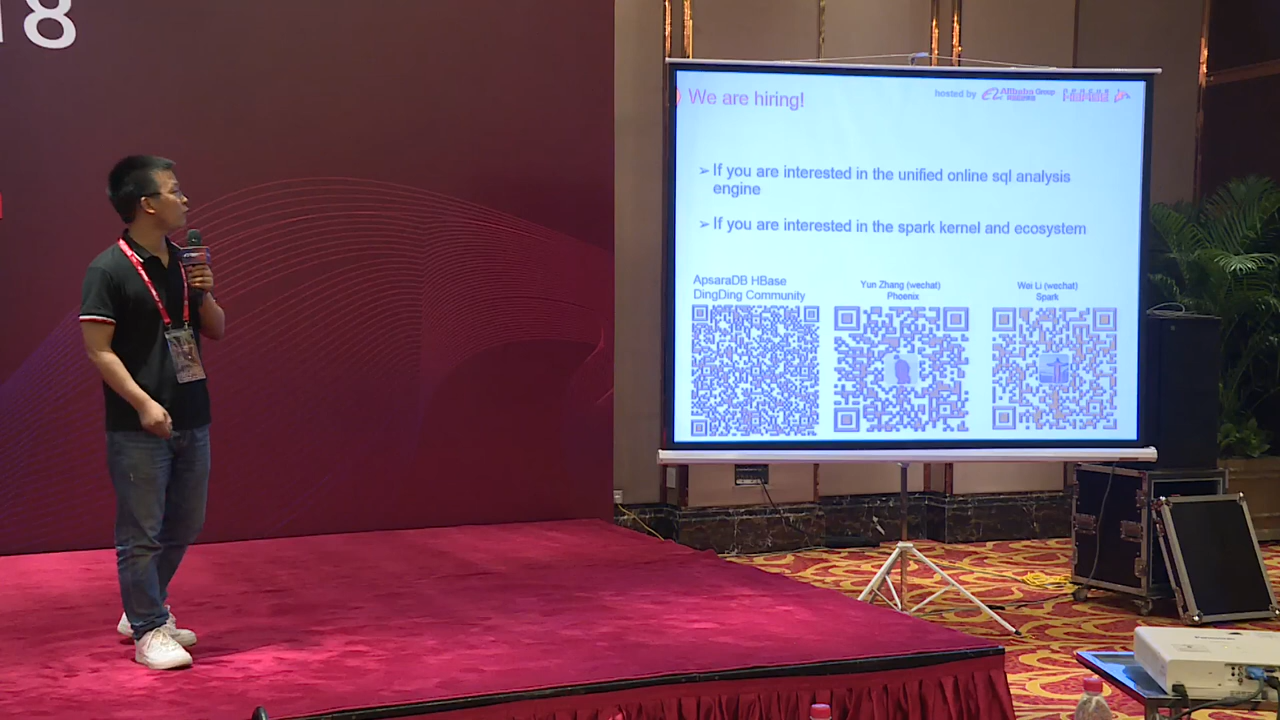 18
We are hiring!
hosted by Alibaba Group
➢ If you are interested in the unified online sql analysis
engine
➢ If you are interested in the spark kernel and ecosystem
ApsaraDB HBase
DingDing Community
Yun Zhang (wechat)
Phoenix
Wei Li (wechat)
Spark